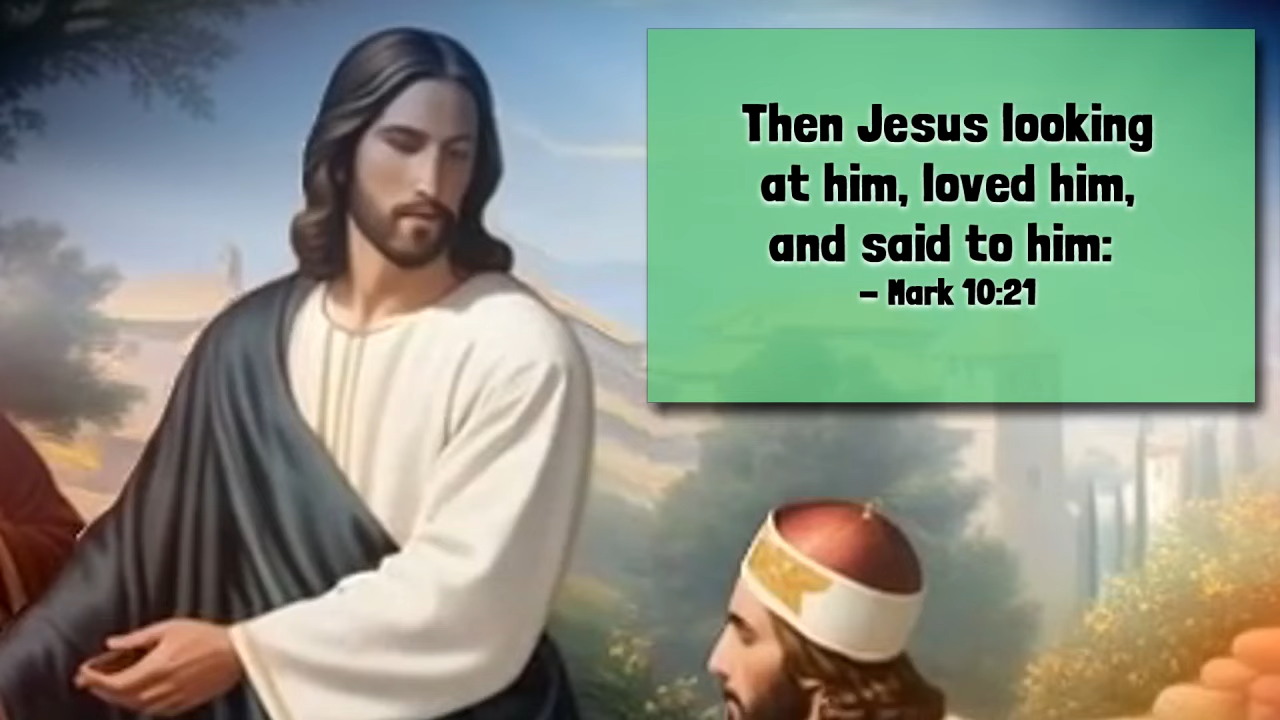 Then Jesus looking
at him, loved him,
and said to him:
– Mark 10:21